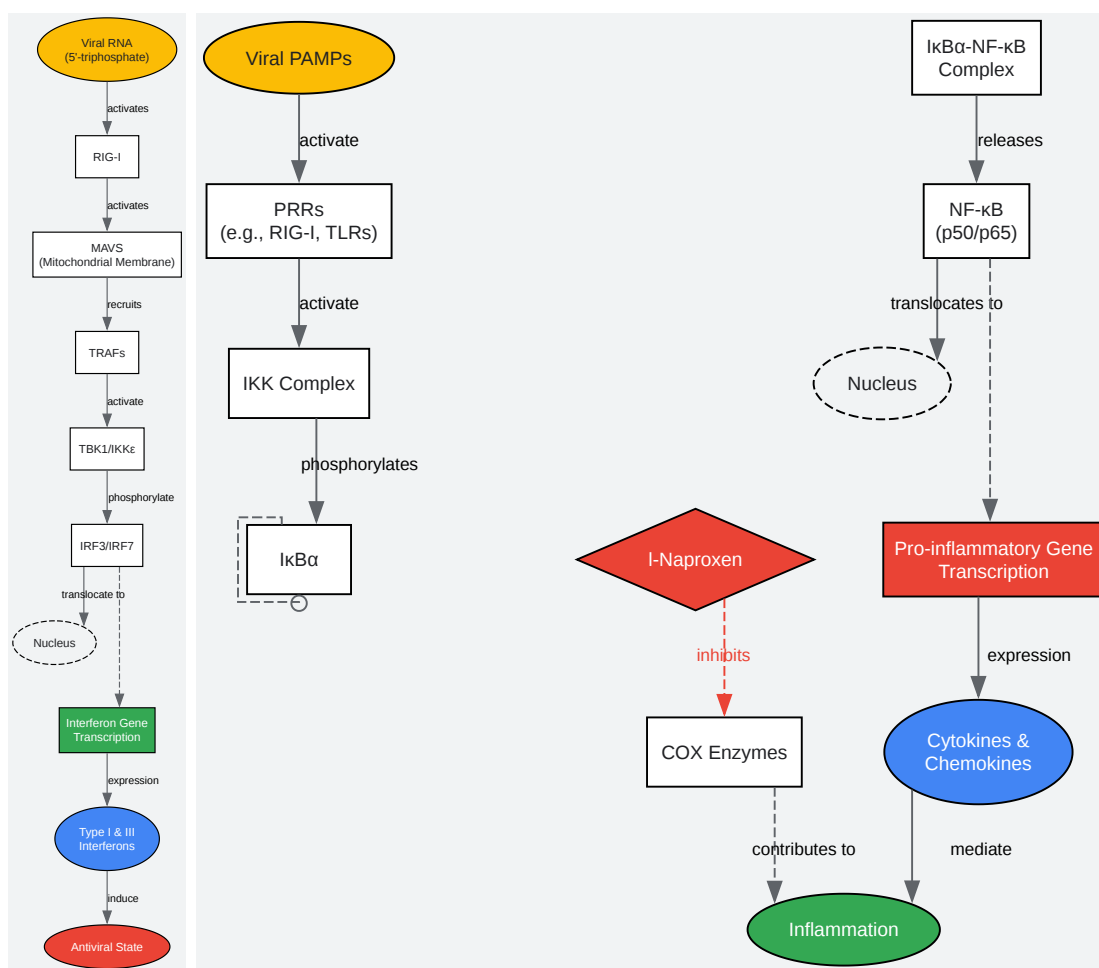 Viral RNA
(5'-triphosphate)
activates
RIG-I
activates
MAVS
(Mitochondrial Membrane)
recruits
TRAFs
activate
TBK1/IKKε
phosphorylate
IRF3/IRF7
translocate to
Nucleus
Interferon Gene
Transcription
expression
Type I & III
Interferons
induce
Antiviral State
Viral PAMPs
activate
PRRs
(e.g., RIG-I, TLRs)
activate
IKK Complex
phosphorylates
IκBα
IκBα-NF-κB
Complex
releases
NF-κB
(p50/p65)
translocates to
Nucleus
l-Naproxen
inhibits
COX Enzymes
contributes to
Pro-inflammatory Gene
Transcription
expression
Cytokines &
Chemokines
mediate
Inflammation